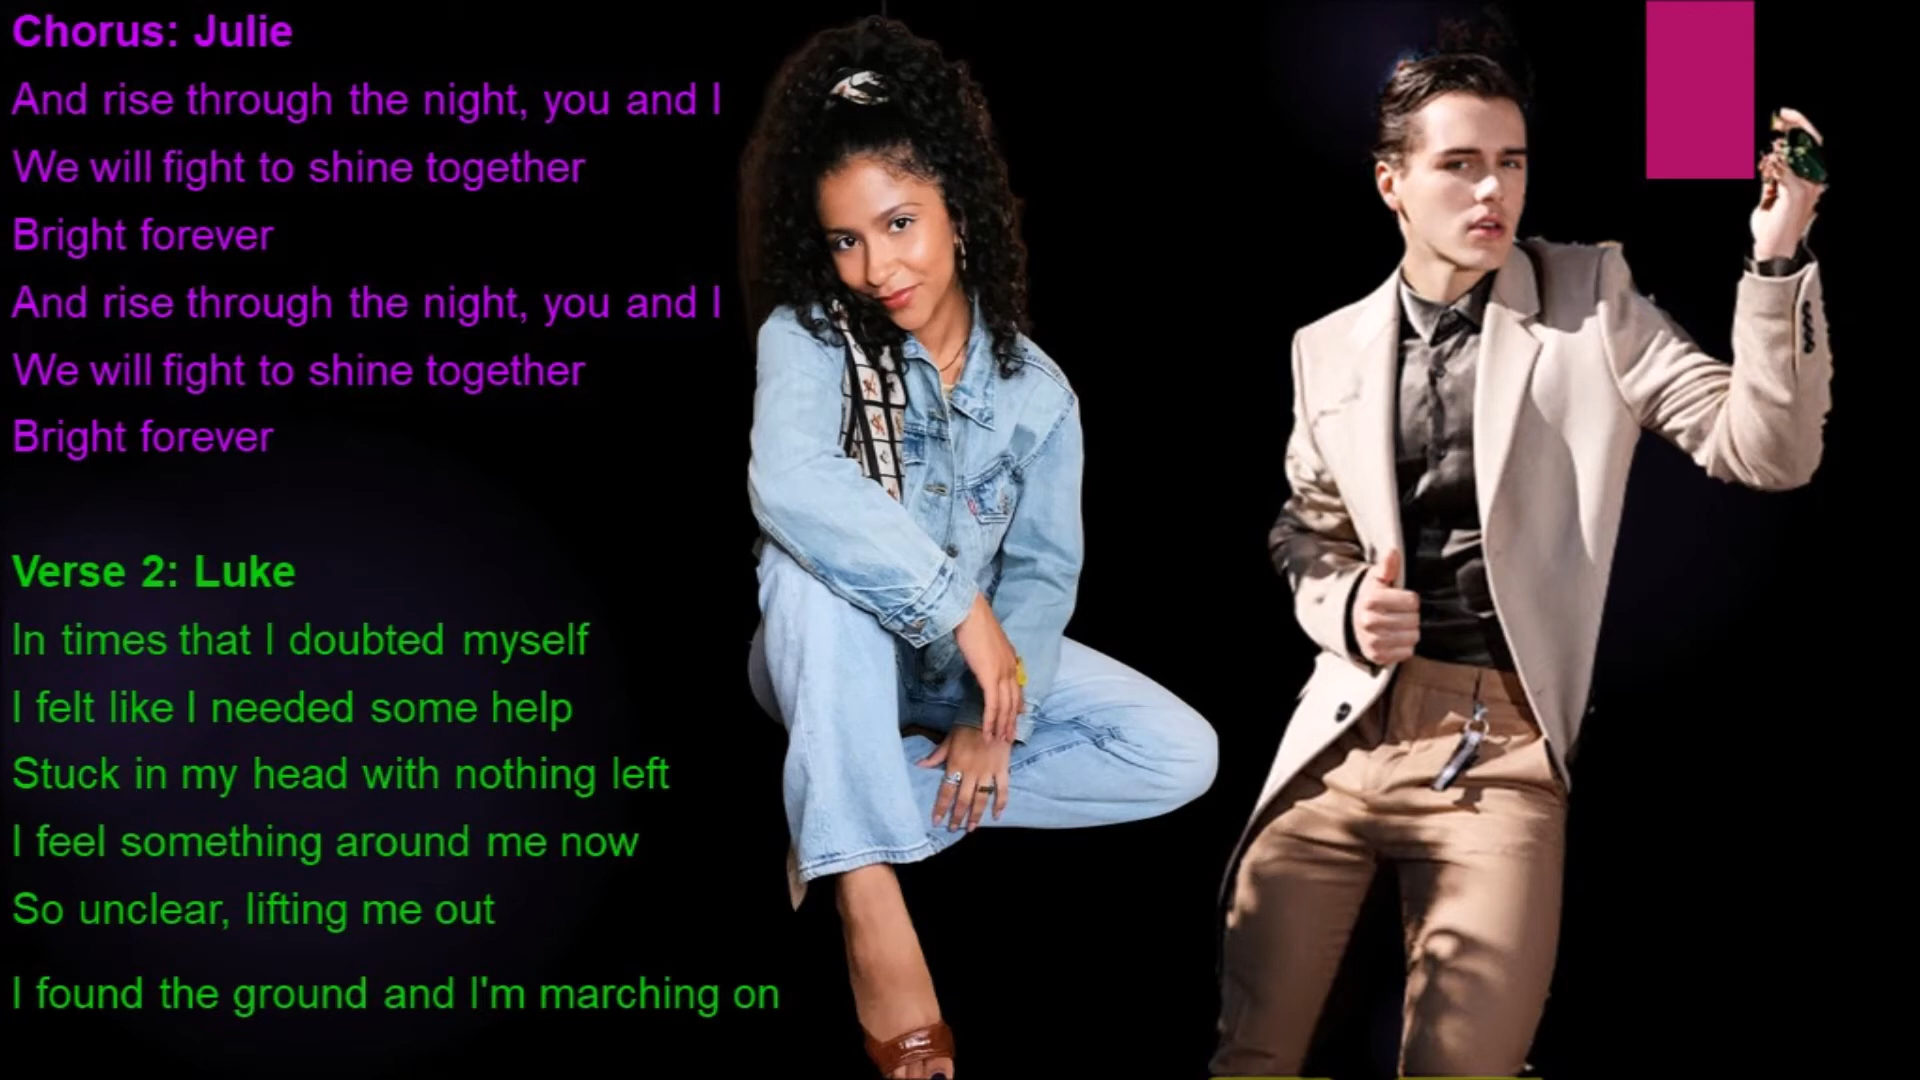 Chorus: Julie
And rise through the night, you and I
We will fight to shine together
Bright forever
And rise through the night, you and I
We will fight to shine together
Bright forever
Verse 2: Luke
In times that I doubted myself
I felt like I needed some help
Stuck in my head with nothing left
I feel something around me now
So unclear, lifting me out
I found the ground and I'm marching on